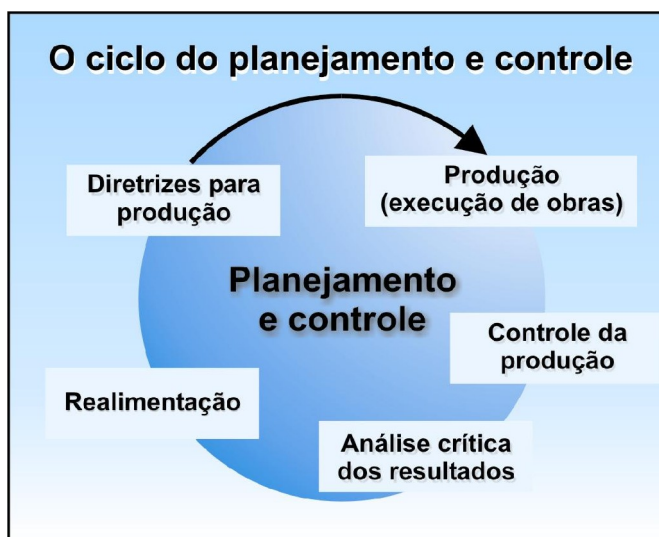 O ciclo do planejamento e controle
Diretrizes para
produção
Produção
(execução de obras)
Planejamento
e controle
Controle da
produção
Realimentação
Análise crítica
dos resultados